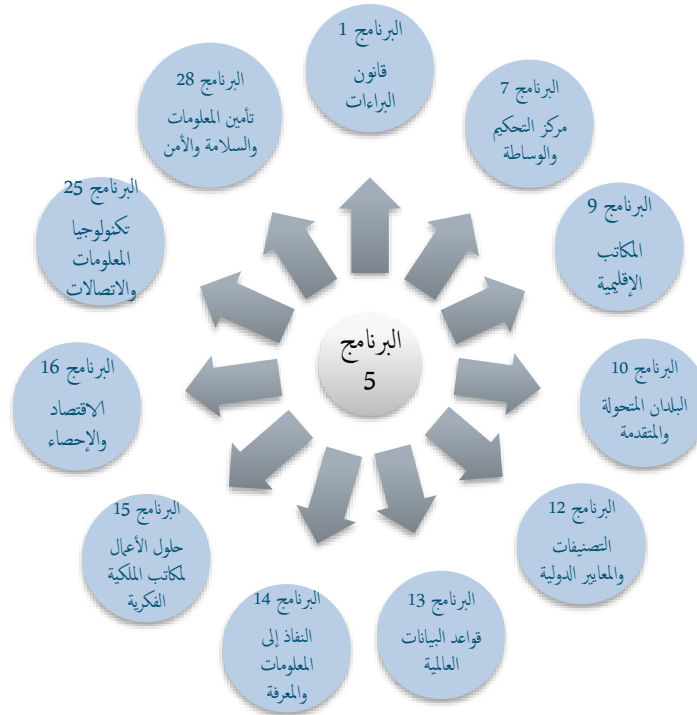 البرنامج 1
قانون
البراءات
البرنامج 7
مركز التحكيم
والوساطة
البرنامج 9
المكاتب
الإقليمية
البرنامج 10
البلدان المتحولة
والمتقدمة
البرنامج 12
التصنيفات
والمعايير الدولية
البرنامج 13
قواعد البيانات
العالمية
البرنامج 14
النفاذ إلى
المعلومات
والمعرفة
البرنامج 15
حلول الأعمال
لمكاتب الملكية
الفكرية
البرنامج 16
الاقتصاد
والإحصاء
البرنامج 25
تكنولوجيا
المعلومات
والاتصالات
البرنامج 28
تأمين المعلومات
والسلامة والأمن
البرنامج
5